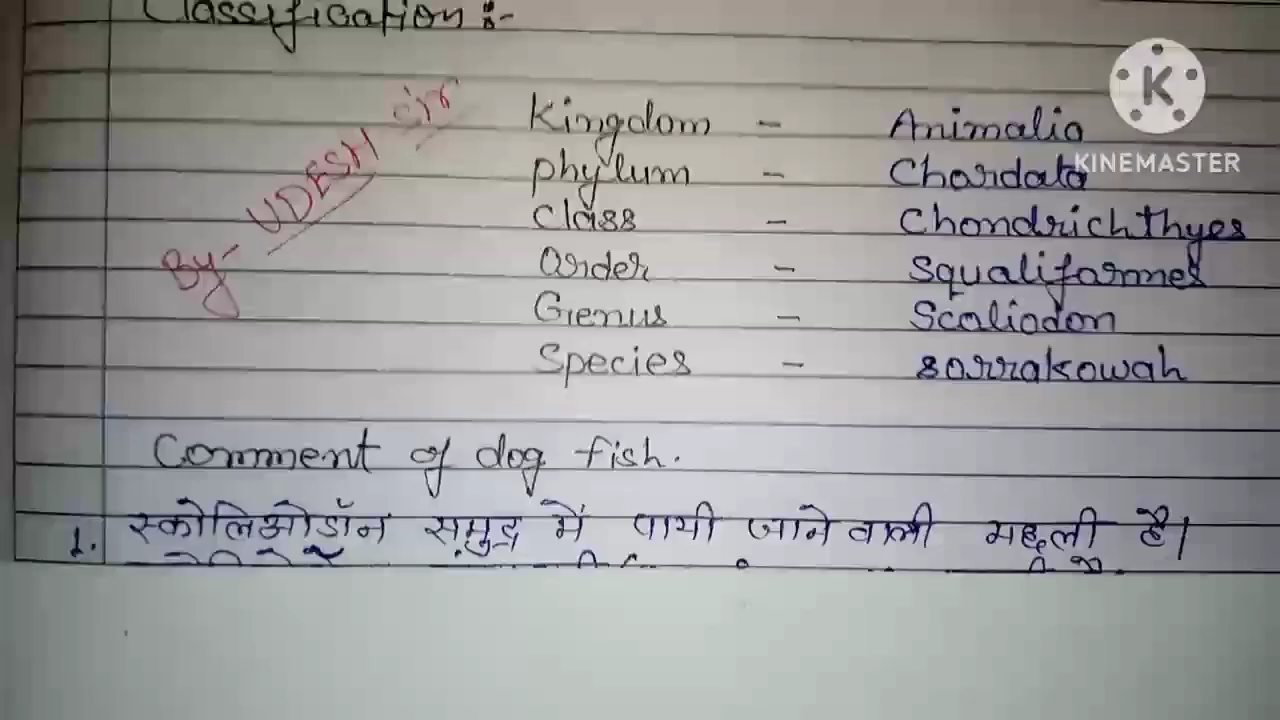 Classification :-
By- UDESH sir
Kingdom - Animalia
Phylum - Chordata
Class - Chondrichthyes
Order - Squaliformes
Genus - Scoliodon
Species - sorrakowah
Comment of dog fish.
1. स्कोलिओडॉन समुद्र में पायी जाने वाली मछली है।
K
KINEMASTER